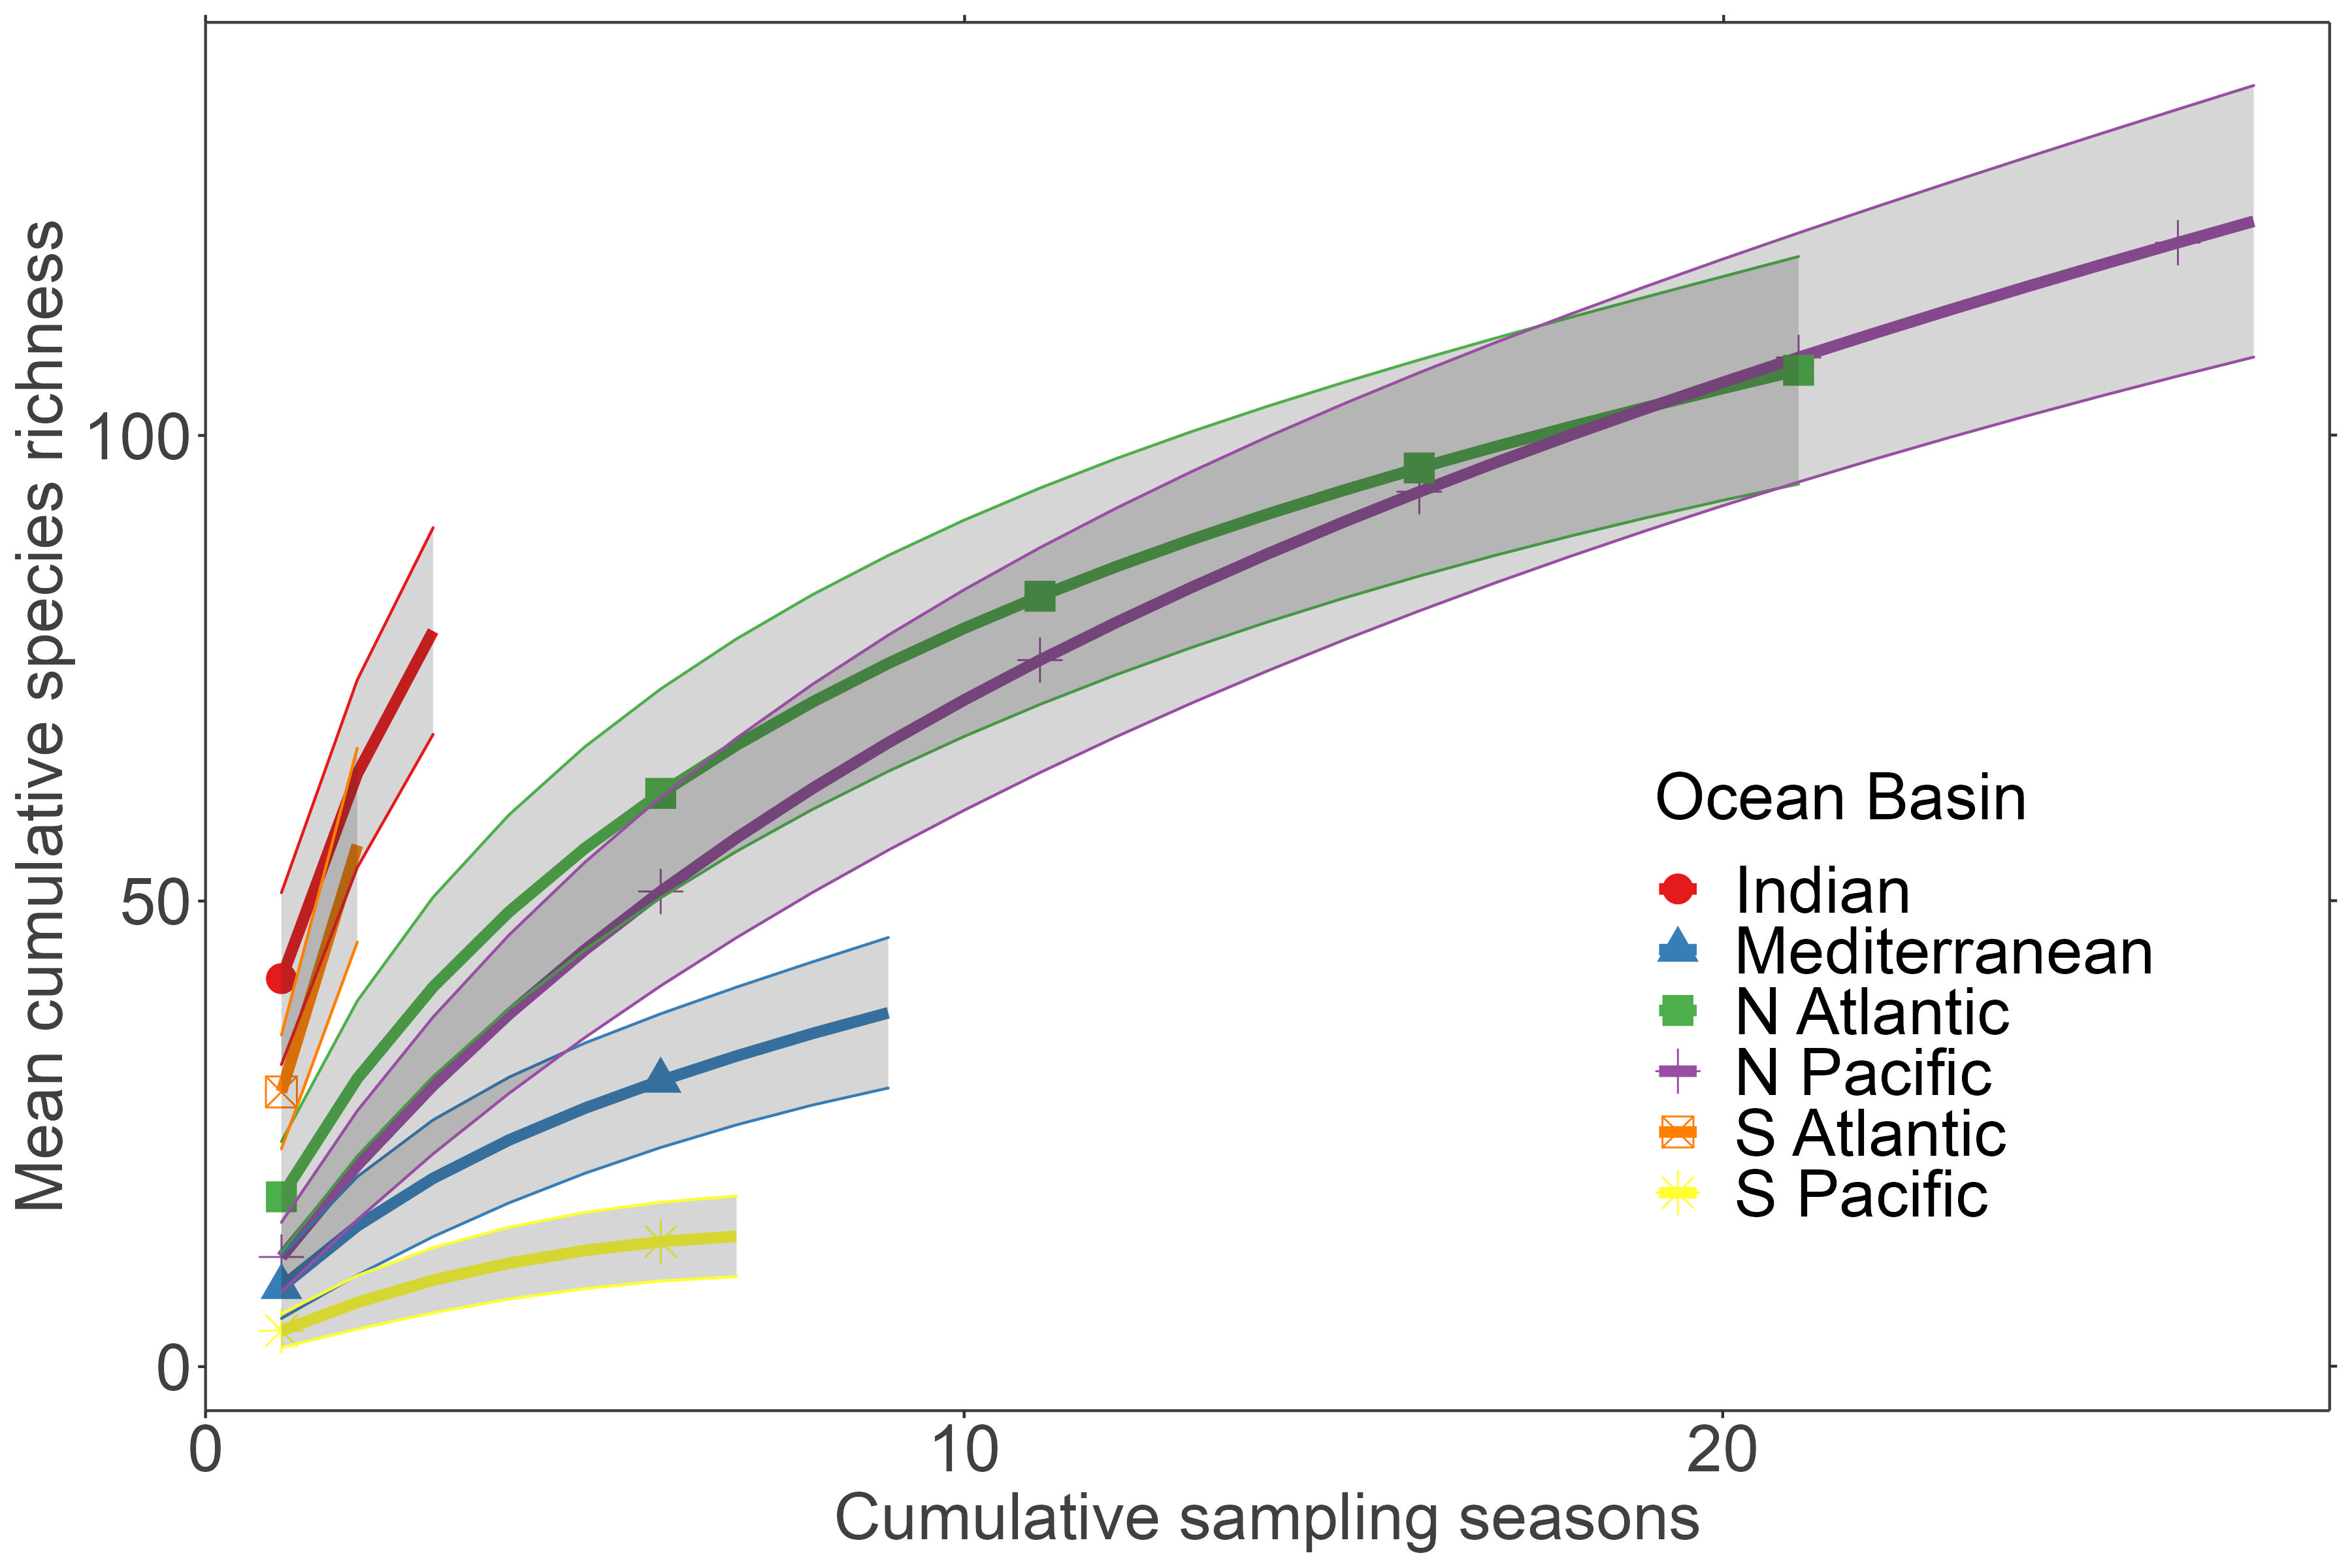 Mean cumulative species richness
100
50
0
0 10 20
Cumulative sampling seasons
Ocean Basin
Indian
Mediterranean
N Atlantic
N Pacific
S Atlantic
S Pacific